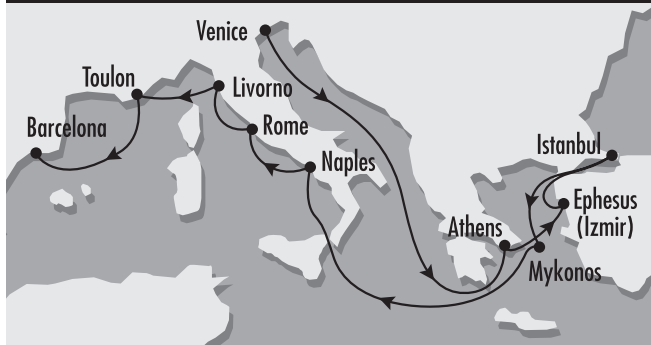 Venice
Toulon
Livorno
Barcelona
Rome
Istanbul
Naples
Ephesus
(Izmir)
Athens
Mykonos